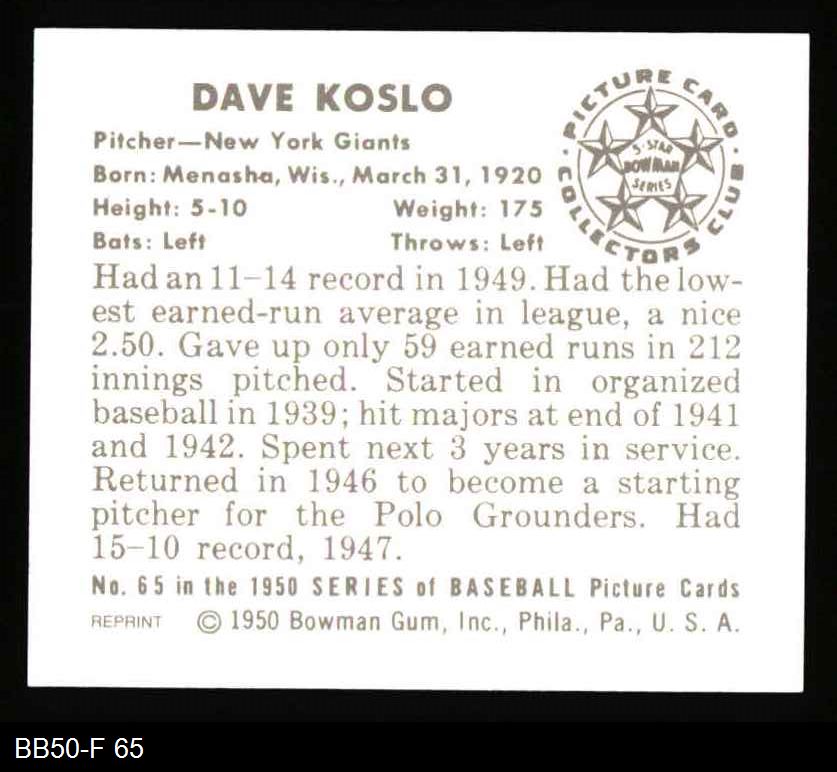 DAVE KOSLO
Pitcher—New York Giants
Born: Menasha, Wis., March 31, 1920
Height: 5-10 Weight: 175
Bats: Left Throws: Left
PICTURE CARD COLLECTORS CLUB
5-STAR
BOWMAN
SERIES
Had an 11–14 record in 1949. Had the low-
est earned-run average in league, a nice
2.50. Gave up only 59 earned runs in 212
innings pitched. Started in organized
baseball in 1939; hit majors at end of 1941
and 1942. Spent next 3 years in service.
Returned in 1946 to become a starting
pitcher for the Polo Grounders. Had
15–10 record, 1947.
No. 65 in the 1950 SERIES of BASEBALL Picture Cards
REPRINT © 1950 Bowman Gum, Inc., Phila., Pa., U. S. A.
BB50-F 65